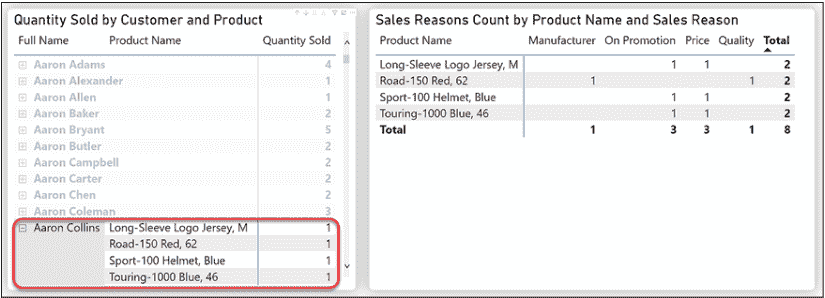 Quantity Sold by Customer and Product
Full Name Product Name Quantity Sold
Aaron Adams 4
Aaron Alexander 1
Aaron Allen 1
Aaron Baker 2
Aaron Bryant 5
Aaron Butler 2
Aaron Campbell 2
Aaron Carter 2
Aaron Chen 2
Aaron Coleman 3
Aaron Collins Long-Sleeve Logo Jersey, M 1
Road-150 Red, 62 1
Sport-100 Helmet, Blue 1
Touring-1000 Blue, 46 1
Sales Reasons Count by Product Name and Sales Reason
Product Name Manufacturer On Promotion Price Quality Total
Long-Sleeve Logo Jersey, M 1 1 2
Road-150 Red, 62 1 1 2
Sport-100 Helmet, Blue 1 1 2
Touring-1000 Blue, 46 1 1 2
Total 1 3 3 1 8